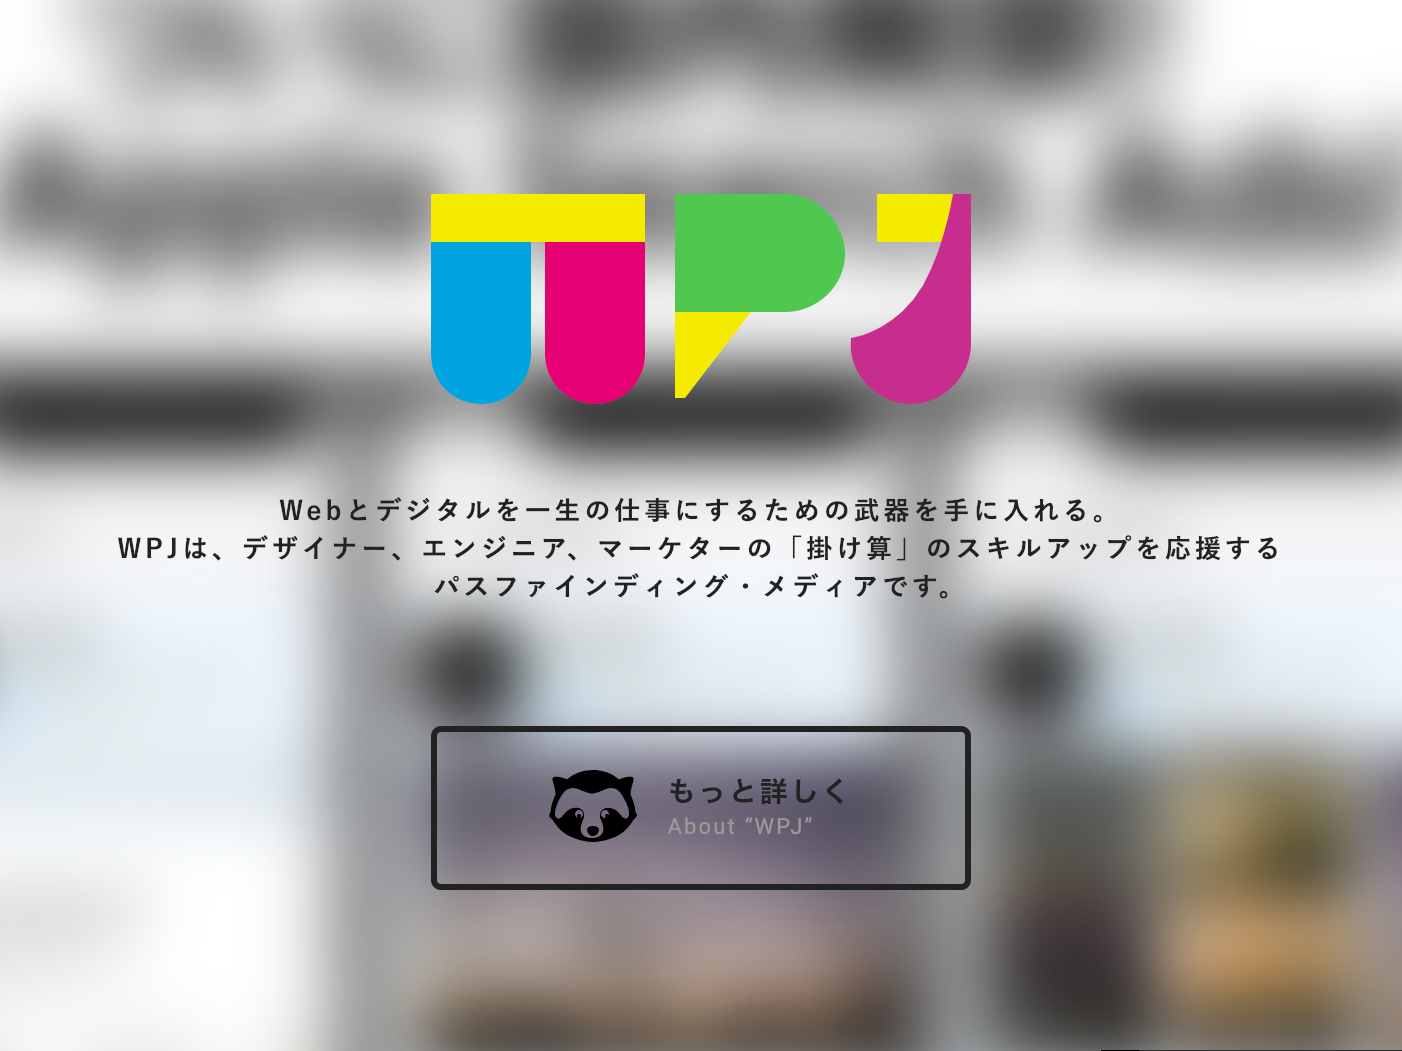 WPJ
Webとデジタルを一生の仕事にするための武器を手に入れる。
WPJは、デザイナー、エンジニア、マーケターの「掛け算」のスキルアップを応援する
パスファインディング・メディアです。
もっと詳しく
About “WPJ”